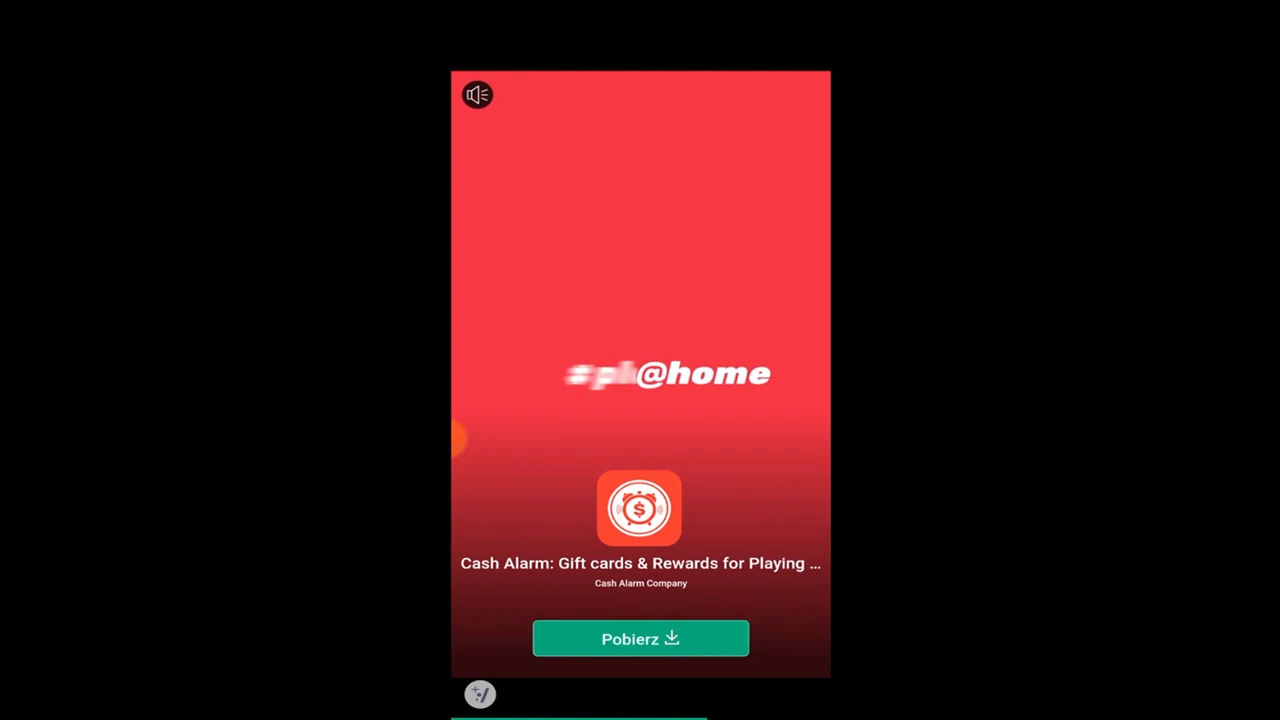 @home
$
Cash Alarm: Gift cards & Rewards for Playing ...
Cash Alarm Company
Pobierz